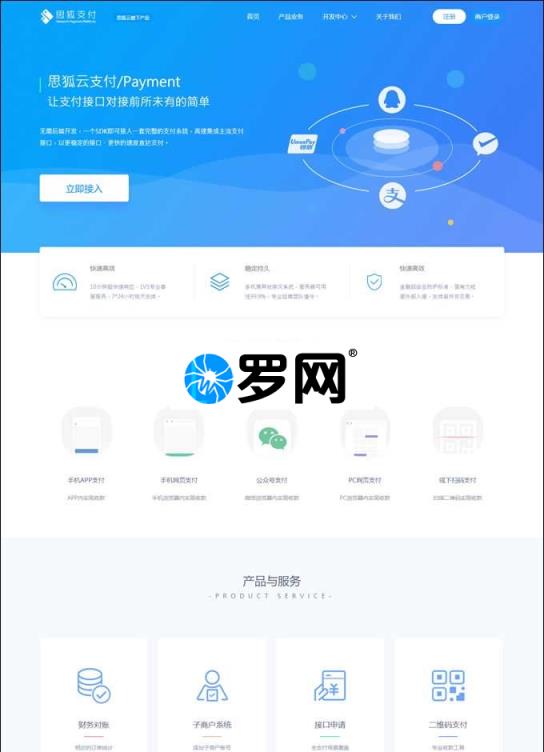 思狐支付
思狐云旗下产品
首页
产品业务
开发中心
关于我们
注册
商户登录
思狐云支付/Payment
让支付接口对接前所未有的简单
无需后端开发，一个SDK即可接入一套完整的支付系统，高速集成主流支付
接口，以更稳定的接口、更快的速度直达支付。
立即接入
UnionPay
银联
支
快速高效
稳定持久
快速高效
罗网®
手机APP支付
手机网页支付
公众号支付
PC网页支付
线下扫码支付
APP内实现收款
手机浏览器内实现收款
微信浏览器内实现收款
PC浏览器内实现收款
扫描二维码实现收款
产品与服务
-PRODUCT SERVICE-
财务对账
子商户系统
接口申请
二维码支付